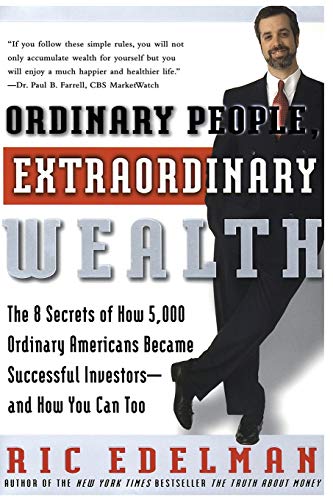 "If you follow these simple rules, you will not
only accumulate wealth for yourself but you
will enjoy a much happier and healthier life."
—Dr. Paul B. Farrell, CBS MarketWatch
ORDINARY PEOPLE,
EXTRAORDINARY
WEALTH
The 8 Secrets of How 5,000
Ordinary Americans Became
Successful Investors—
and How You Can Too
RIC EDELMAN
AUTHOR OF THE NEW YORK TIMES BESTSELLER THE TRUTH ABOUT MONEY